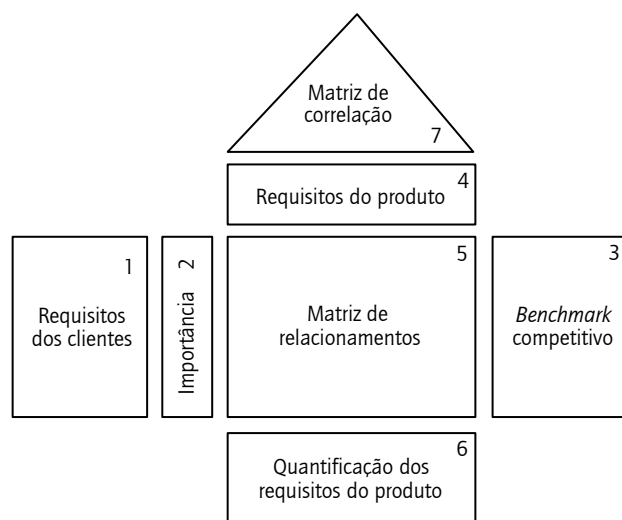 Matriz de
correlação
7
4
Requisitos do produto
1
Requisitos
dos clientes
Importância 2
5
Matriz de
relacionamentos
3
Benchmark
competitivo
6
Quantificação dos
requisitos do produto